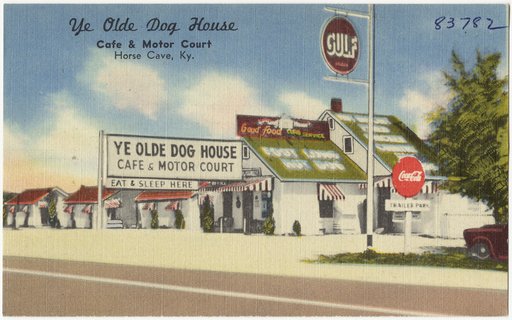 Ye Olde Dog House
Cafe & Motor Court
Horse Cave, Ky.
83782
GULF
YE OLDE DOG HOUSE
CAFE & MOTOR COURT
EAT & SLEEP HERE
Good Food
SERVICE
Coca-Cola
TRAILER PARK